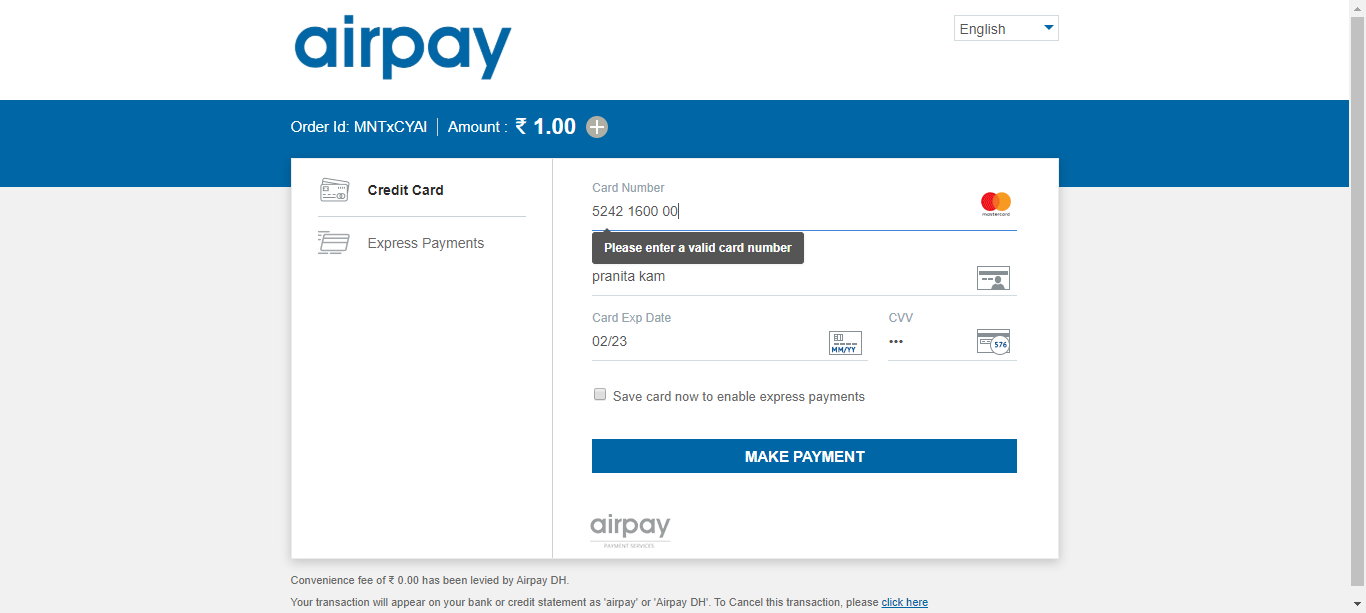 airpay
English
Order Id: MNTxCYAI | Amount : ₹ 1.00
Credit Card
Express Payments
Card Number
5242 1600 00
mastercard
Please enter a valid card number
pranita kam
Card Exp Date
02/23
MM/YY
CVV
•••
576
Save card now to enable express payments
MAKE PAYMENT
airpay
PAYMENT SERVICES
Convenience fee of ₹ 0.00 has been levied by Airpay DH.
Your transaction will appear on your bank or credit statement as 'airpay' or 'Airpay DH'. To Cancel this transaction, please click here